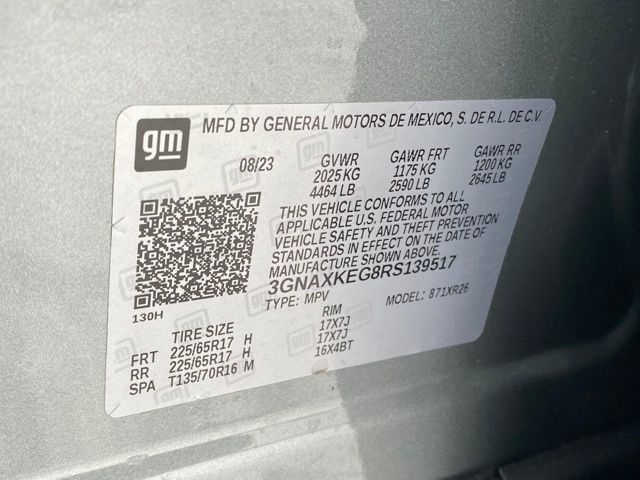 gm MFD BY GENERAL MOTORS DE MEXICO, S. DE R.L. DE C.V.
08/23 GVWR GAWR FRT GAWR RR
2025 KG 1175 KG 1200 KG
4464 LB 2590 LB 2645 LB
THIS VEHICLE CONFORMS TO ALL
APPLICABLE U.S. FEDERAL MOTOR
VEHICLE SAFETY AND THEFT PREVENTION
STANDARDS IN EFFECT ON THE DATE OF
MANUFACTURE SHOWN ABOVE.
3GNAXKEG8RS139517
130H
TYPE: MPV MODEL: 871XR26
TIRE SIZE RIM
FRT 225/65R17 H 17X7J
RR 225/65R17 H 17X7J
SPA T135/70R16 M 16X4BT